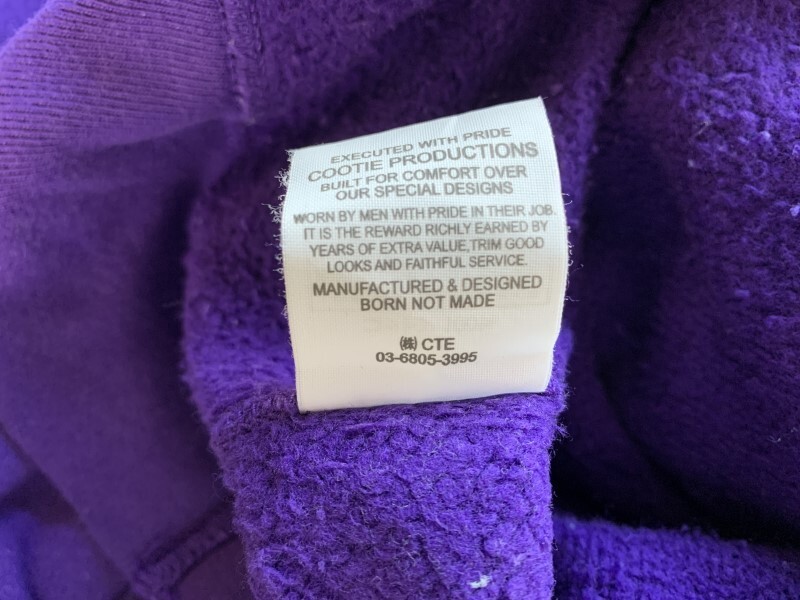 EXECUTED WITH PRIDE
COOTIE PRODUCTIONS
BUILT FOR COMFORT OVER
OUR SPECIAL DESIGNS
WORN BY MEN WITH PRIDE IN THEIR JOB.
IT IS THE REWARD RICHLY EARNED BY
YEARS OF EXTRA VALUE,TRIM GOOD
LOOKS AND FAITHFUL SERVICE.
MANUFACTURED & DESIGNED
BORN NOT MADE
㈱ CTE
03-6805-3995